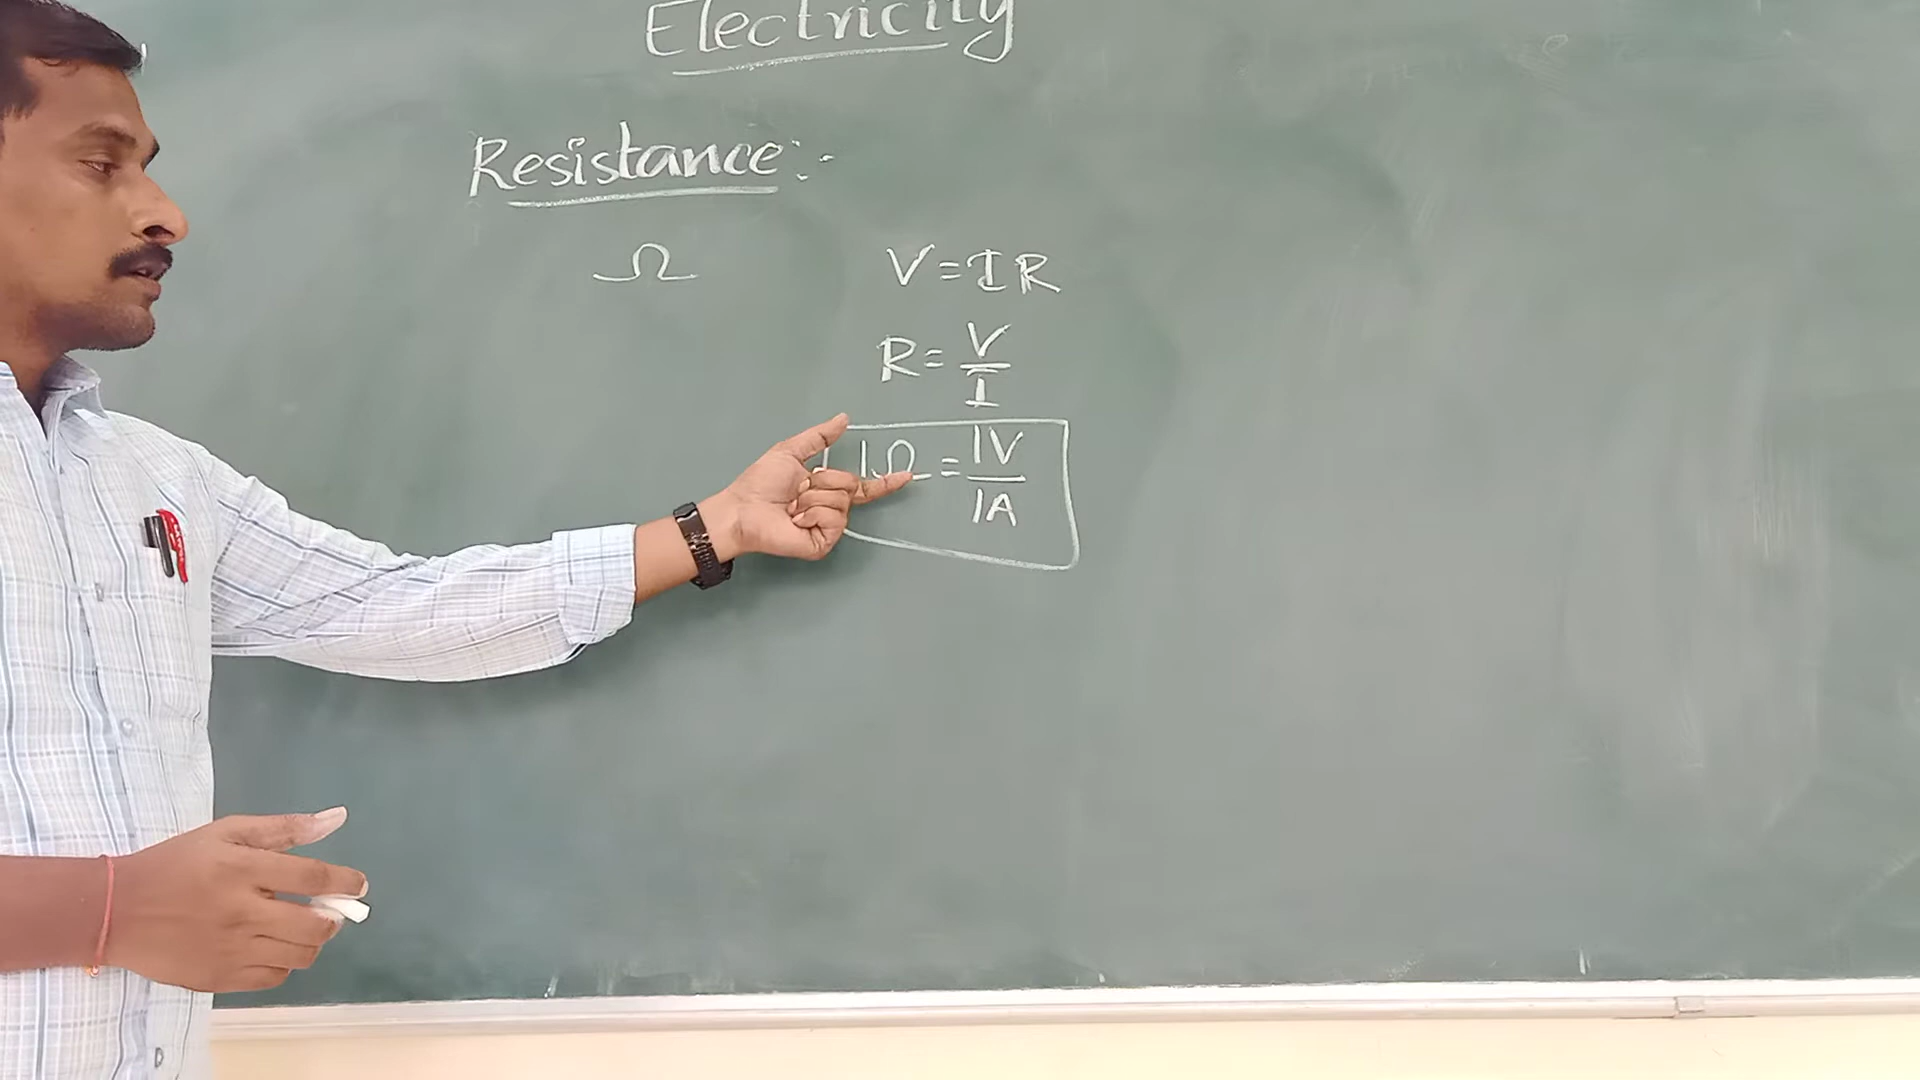 Electricity
Resistance:-
Ω
V = IR
R = V/I
1Ω = 1V/1A